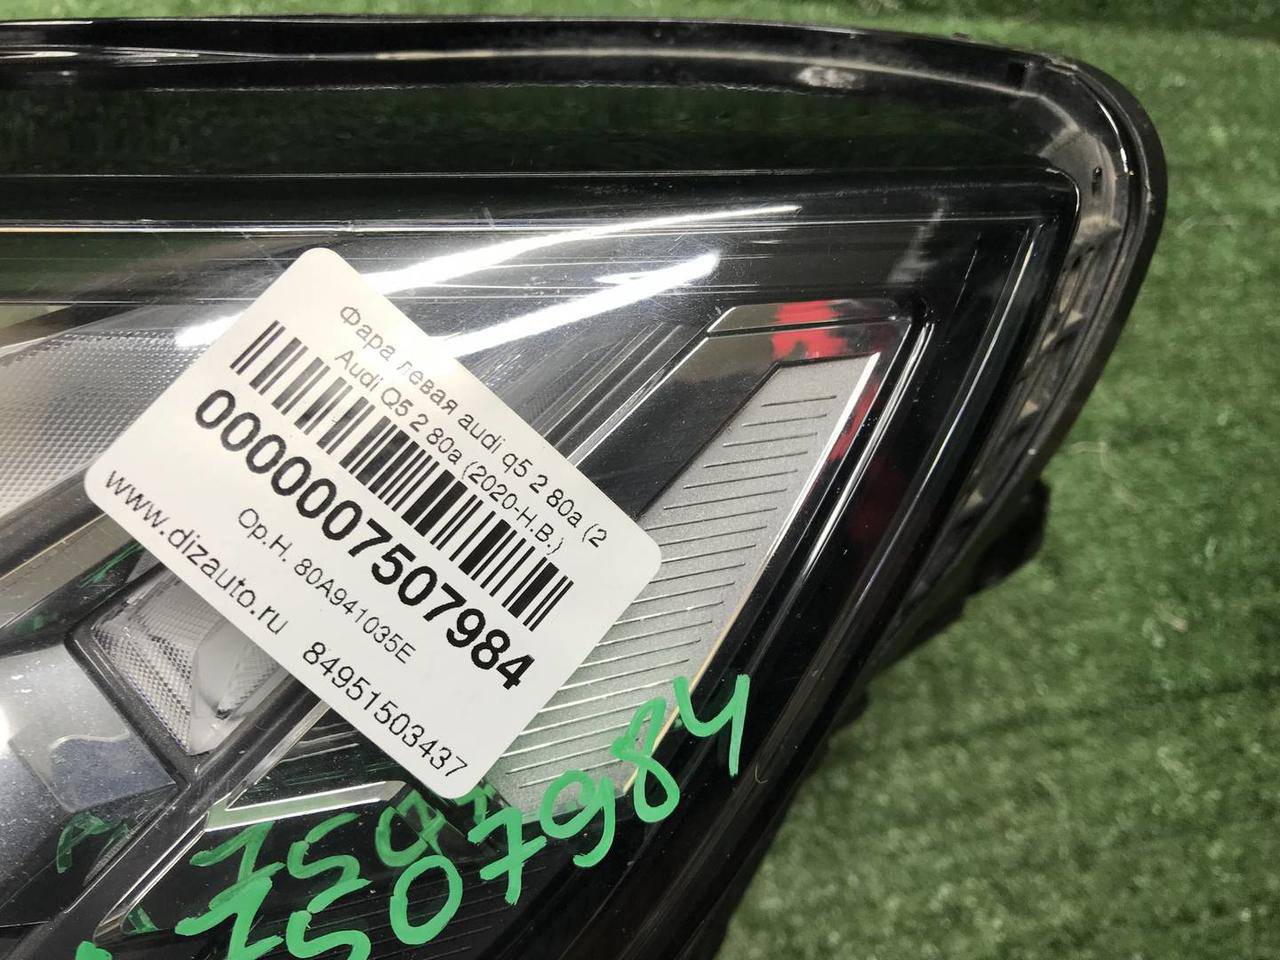 Фара левая audi q5 2 80a (2
Audi Q5 2 80a (2020-Н.В.)
000007507984
Ор.Н. 80A941035E
www.dizauto.ru 84951503437
7507984